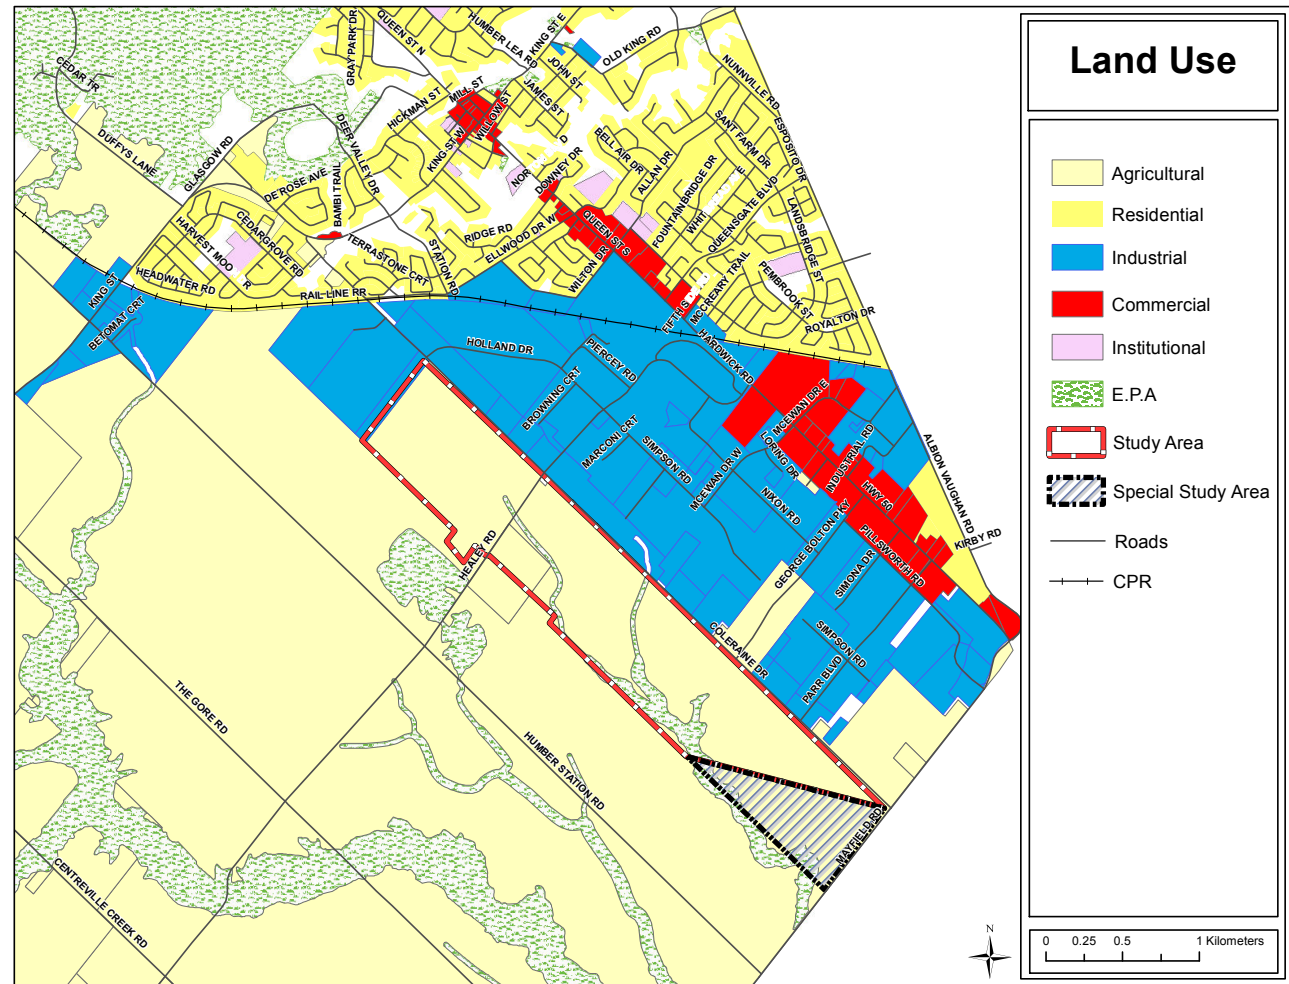 Land Use
Agricultural
Residential
Industrial
Commercial
Institutional
E.P.A
Study Area
Special Study Area
Roads
CPR
0 0.25 0.5 1 Kilometers
N
CEDAR TR
DUFFYS LANE
GLASGOW RD
GRAY PARK DR
QUEEN ST N
HUMBER LEA RD
KING ST E
OLD KING RD
JOHN ST
JAMES ST
MILL ST
WILLOW ST
HICKMAN ST
KING ST W
NUNNVILLE RD
SANT FARM DR
ESPOSITO DR
DEER VALLEY DR
DE ROSE AVE
BAMBI TRAIL
BELL AIR DR
ALLAN DR
DOWNEY DR
NOR
D
FOUNTAINBRIDGE DR
WHIT
E
QUEENSGATE BLVD
LANDSBRIDGE ST
HARVEST MOO
R
CEDARGROVE RD
HEADWATER RD
TERRASTONE CRT
STATION RD
RIDGE RD
ELLWOOD DR W
QUEEN ST S
WILTON DR
FIFTH S
MCCREARY TRAIL
PEMBROOK ST
ROYALTON DR
RAIL LINE RR
KING ST
BETOMAT CRT
HOLLAND DR
PIERCEY RD
BROWNING CRT
MARCONI CRT
SIMPSON RD
HARDWICK RD
MCEWAN DR E
MCEWAN DR W
LORING DR
INDUSTRIAL RD
HWY 50
NIXON RD
GEORGE BOLTON PKY
PILLSWORTH RD
SIMONA DR
ALBION VAUGHAN RD
KIRBY RD
HEALEY RD
COLERAINE DR
SIMPSON RD
PARR BLVD
THE GORE RD
HUMBER STATION RD
MAYFIELD RD
CENTREVILLE CREEK RD